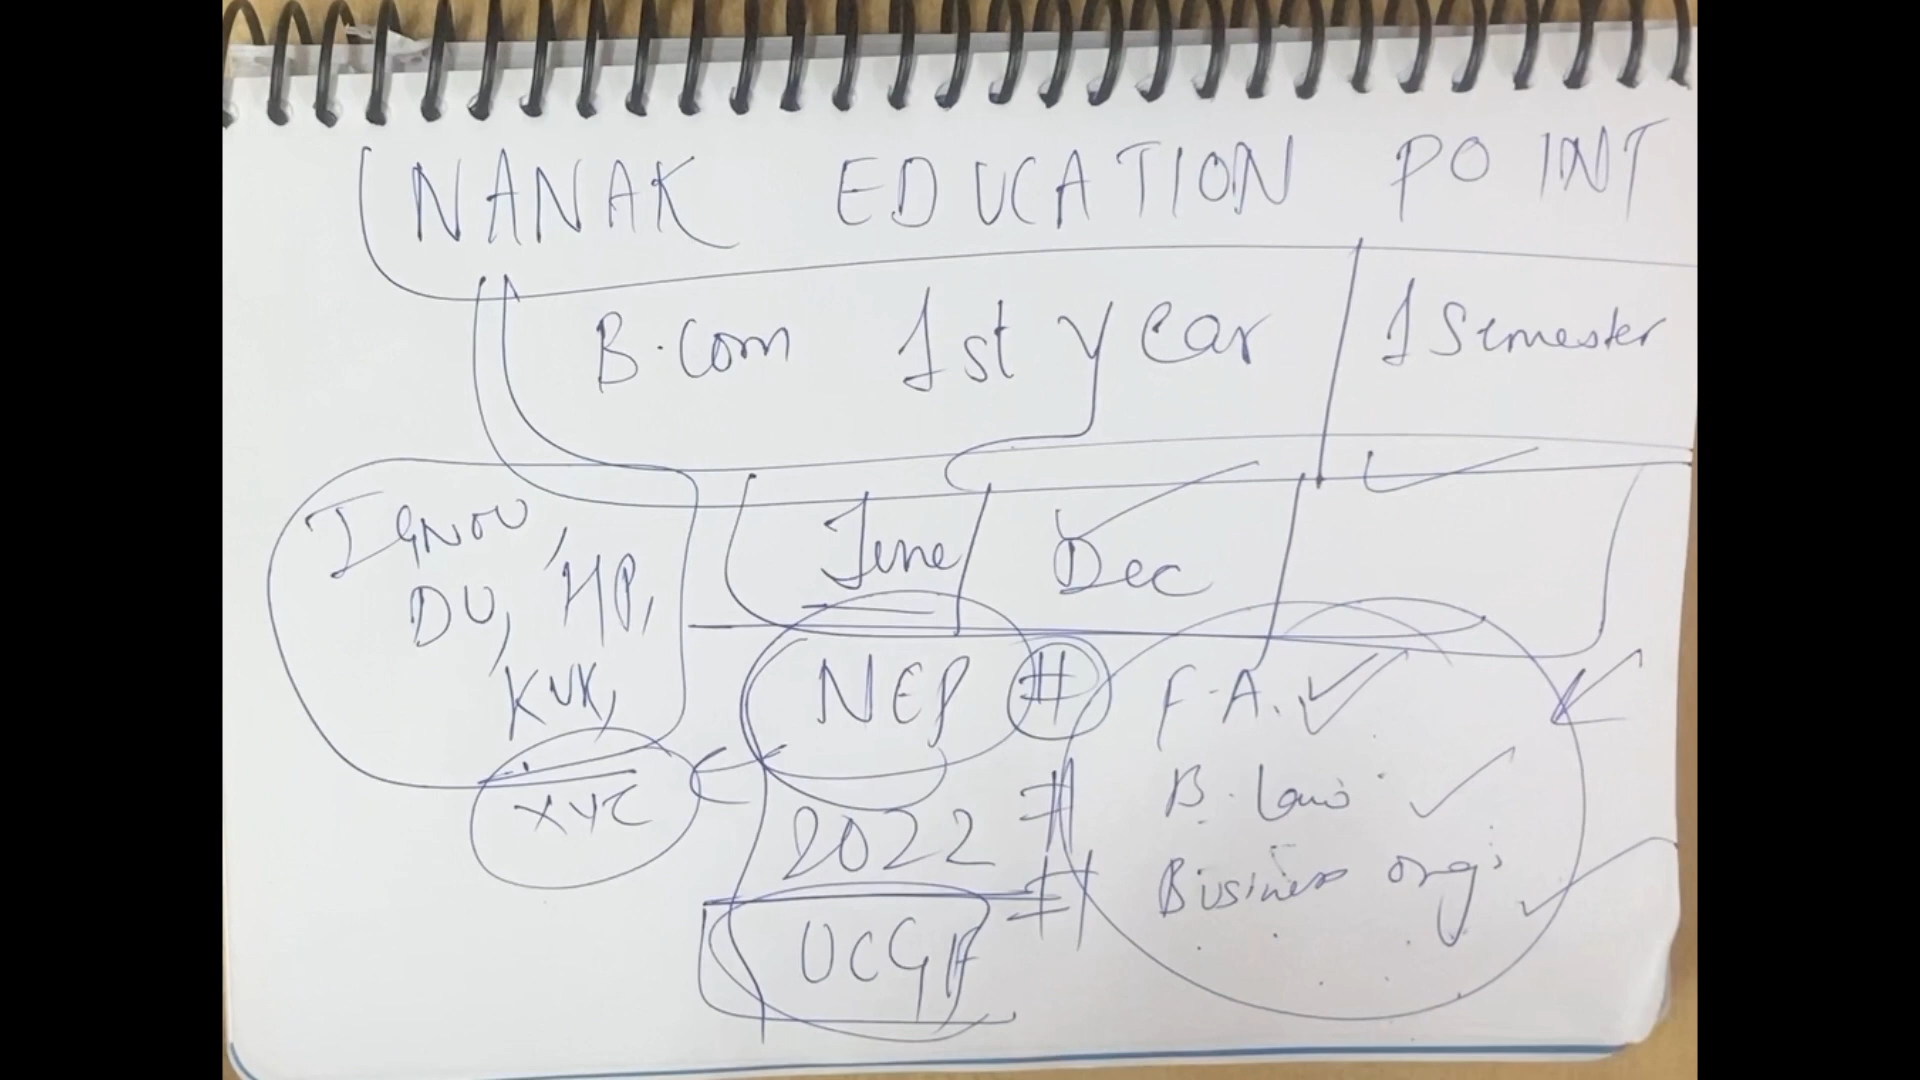 NANAK EDUCATION POINT
B.Com 1st year 1 Semester
IGNOU,
DU, HP,
KUK,
XYZ
June Dec
NEP #
2022 #
UCGF #
F.A.
B. Law
Business org: